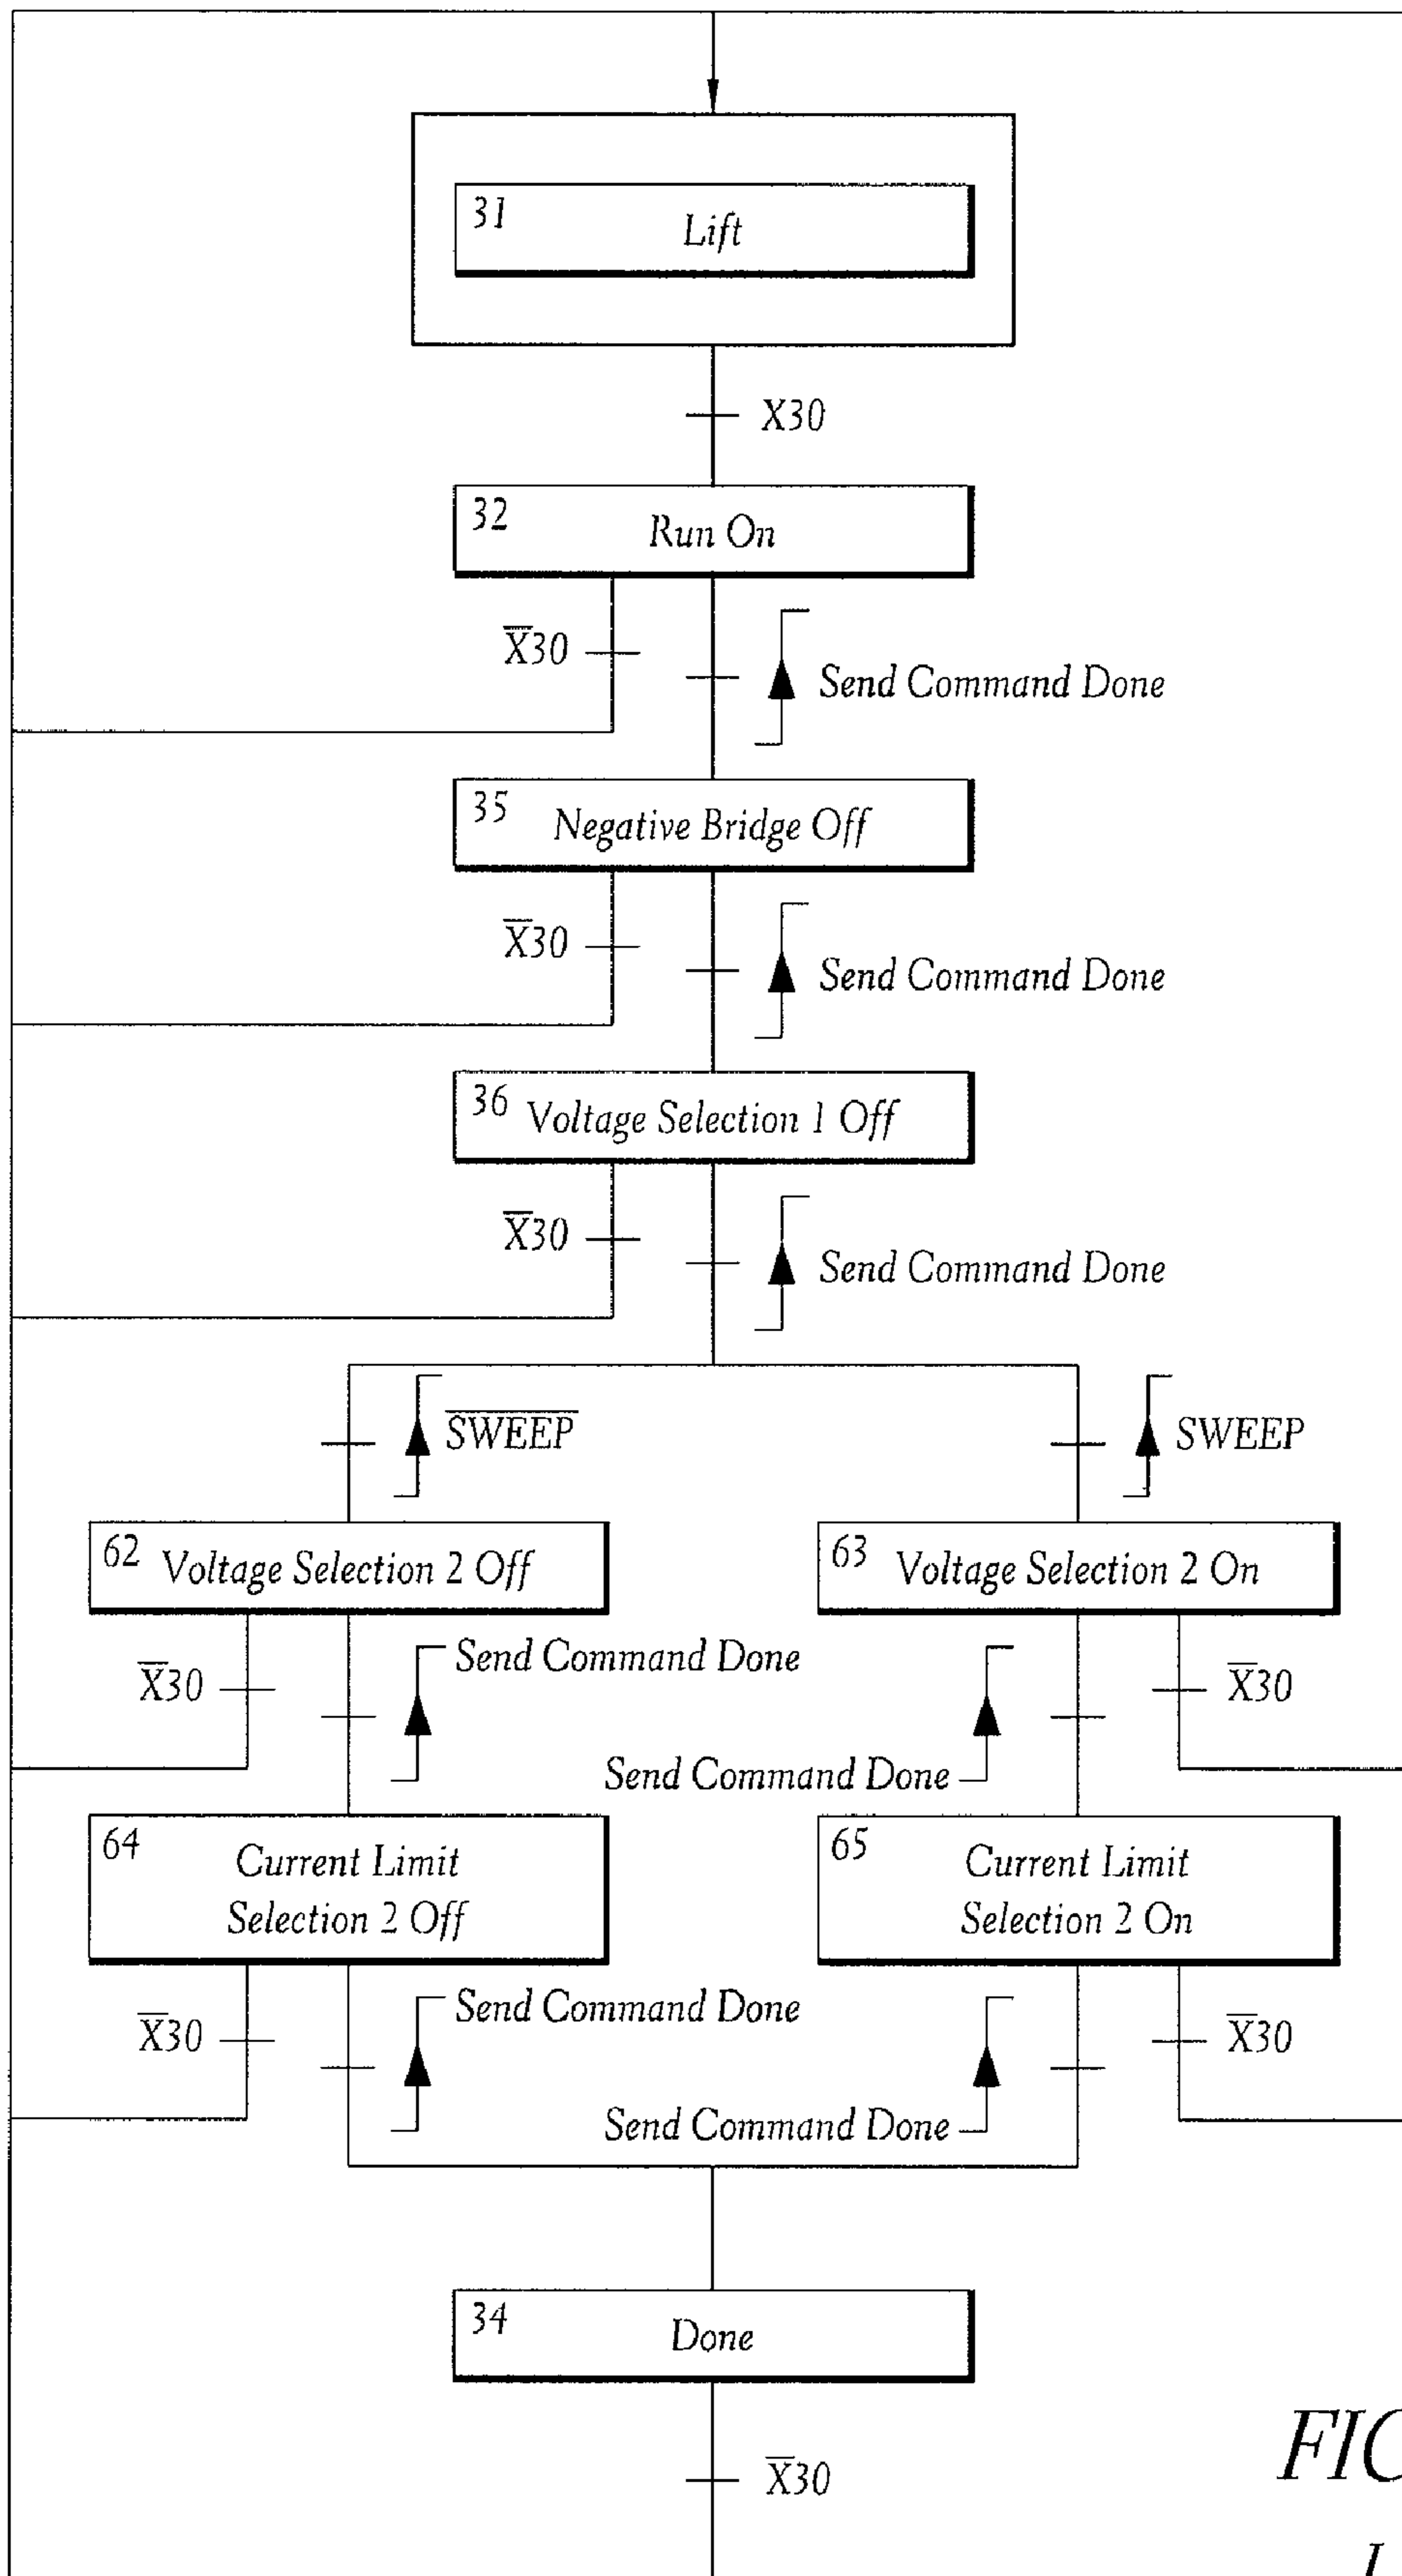 31 Lift
X30
32 Run On
X̅30
Send Command Done
35 Negative Bridge Off
X̅30
Send Command Done
36 Voltage Selection 1 Off
X̅30
Send Command Done
S̅W̅E̅E̅P̅
SWEEP
62 Voltage Selection 2 Off
63 Voltage Selection 2 On
Send Command Done
X̅30
X̅30
Send Command Done
64 Current Limit
Selection 2 Off
65 Current Limit
Selection 2 On
Send Command Done
X̅30
X̅30
Send Command Done
34 Done
X̅30